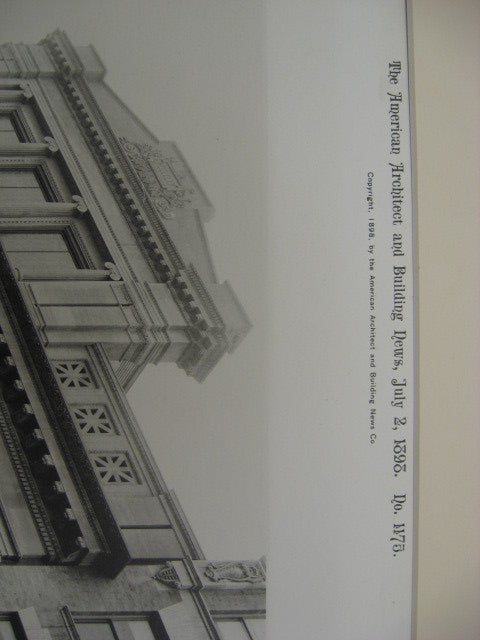 The American Architect and Building News, July 2, 1898. No. 1175.
Copyright, 1898, by the American Architect and Building News Co.